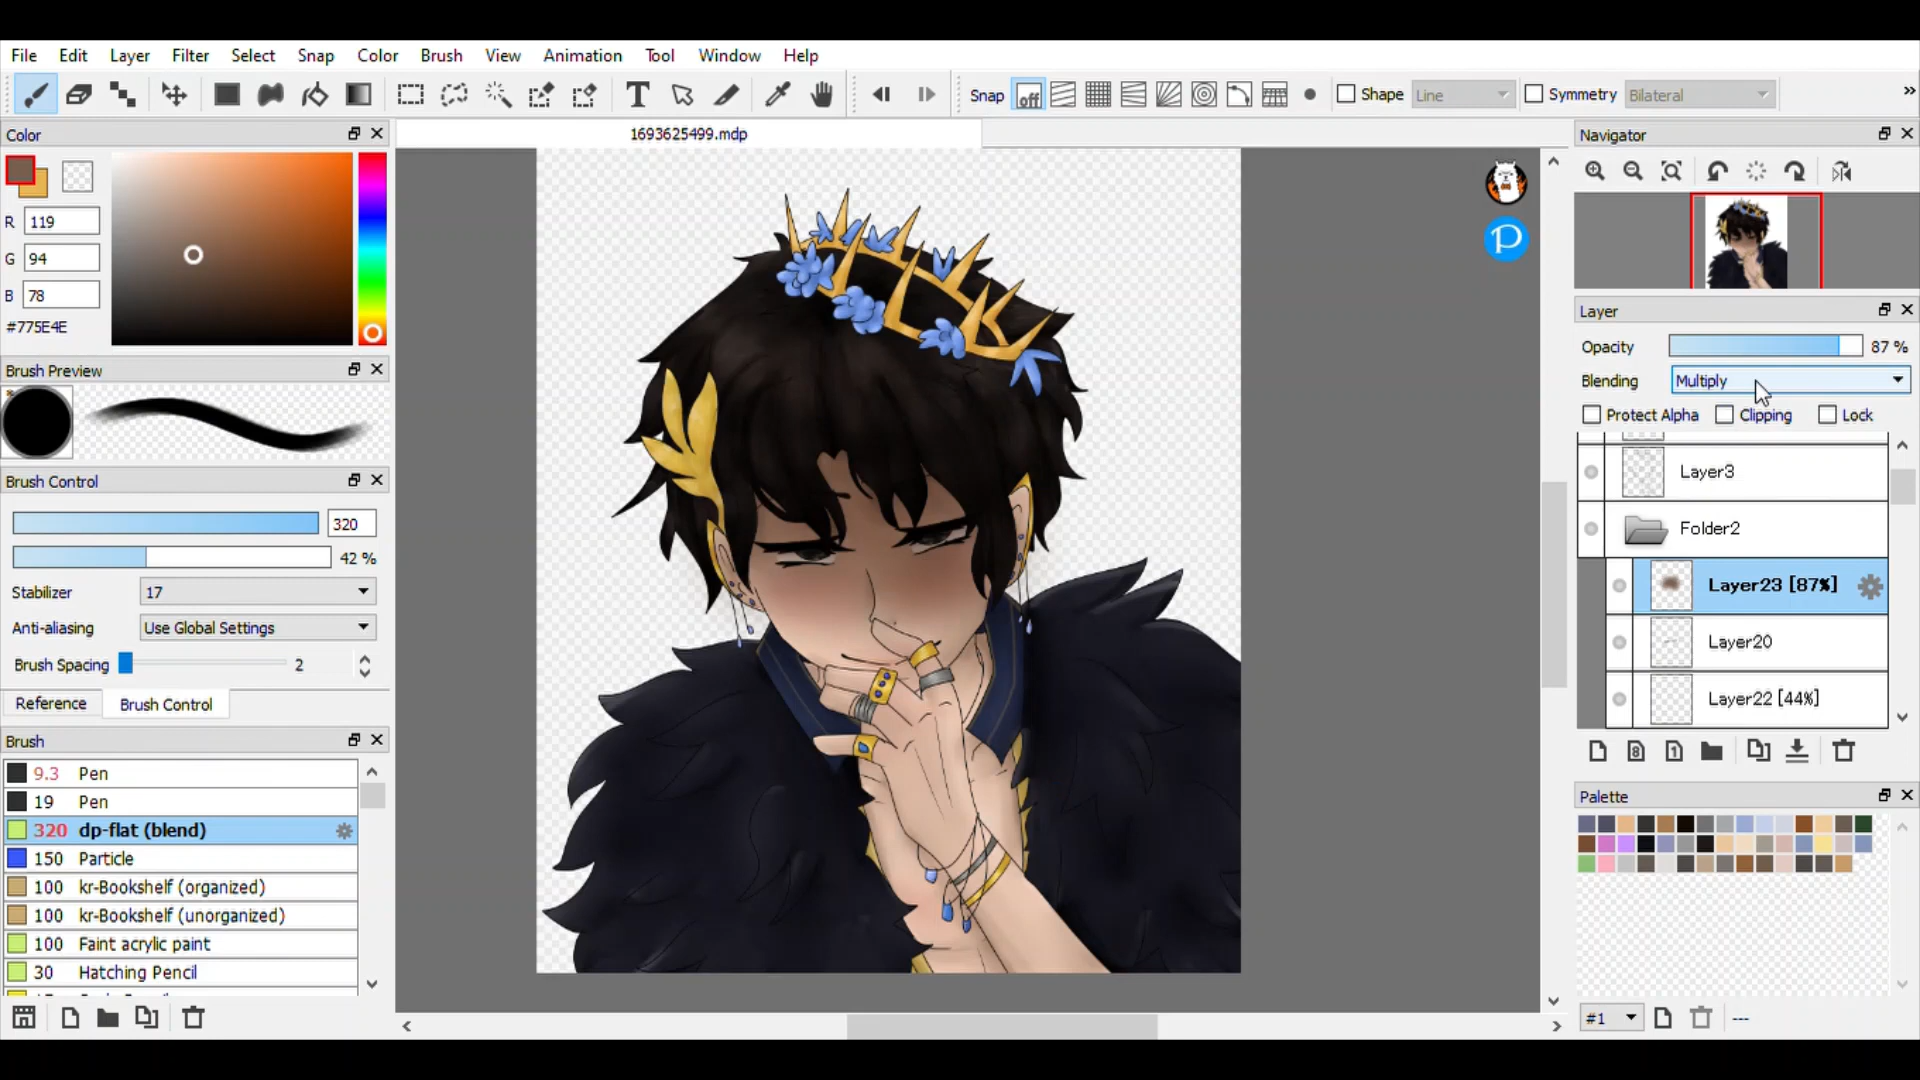 File Edit Layer Filter Select Snap Color Brush View Animation Tool Window Help
T Snap off Shape Line Symmetry Bilateral »
Color
1693625499.mdp
Navigator
R 119
G 94
B 78
#775E4E
Layer
Opacity 87 %
Brush Preview
Blending Multiply
Protect Alpha Clipping Lock
Layer3
Brush Control
320
Folder2
42 %
Layer23 [87%]
Stabilizer 17
Anti-aliasing Use Global Settings
Layer20
Brush Spacing 2
Layer22 [44%]
Reference Brush Control
8 1
Brush
9.3 Pen
Palette
19 Pen
320 dp-flat (blend)
150 Particle
100 kr-Bookshelf (organized)
100 kr-Bookshelf (unorganized)
100 Faint acrylic paint
30 Hatching Pencil
#1 ---